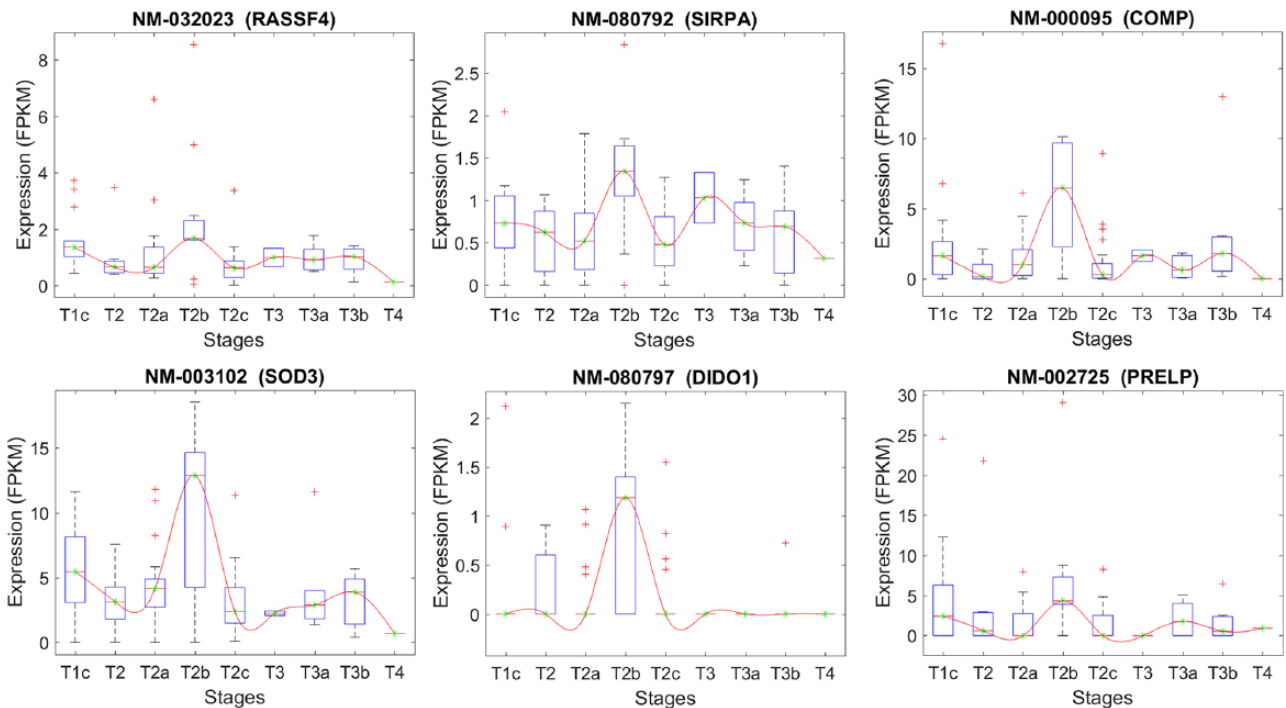 NM-032023 (RASSF4)
Expression (FPKM)
8
6
4
2
0
T1c T2 T2a T2b T2c T3 T3a T3b T4
Stages
NM-080792 (SIRPA)
Expression (FPKM)
2.5
2
1.5
1
0.5
0
T1c T2 T2a T2b T2c T3 T3a T3b T4
Stages
NM-000095 (COMP)
Expression (FPKM)
15
10
5
0
T1c T2 T2a T2b T2c T3 T3a T3b T4
Stages
NM-003102 (SOD3)
Expression (FPKM)
15
10
5
0
T1c T2 T2a T2b T2c T3 T3a T3b T4
Stages
NM-080797 (DIDO1)
Expression (FPKM)
2
1.5
1
0.5
0
T1c T2 T2a T2b T2c T3 T3a T3b T4
Stages
NM-002725 (PRELP)
Expression (FPKM)
30
25
20
15
10
5
0
T1c T2 T2a T2b T2c T3 T3a T3b T4
Stages